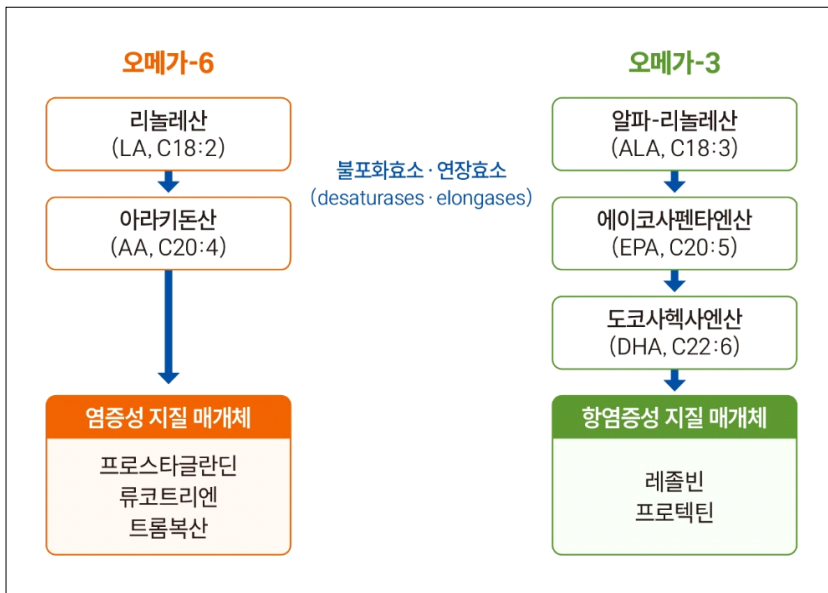 오메가-6
리놀레산
(LA, C18:2)
아라키돈산
(AA, C20:4)
염증성 지질 매개체
프로스타글란딘
류코트리엔
트롬복산
불포화효소·연장효소
(desaturases·elongases)
오메가-3
알파-리놀레산
(ALA, C18:3)
에이코사펜타엔산
(EPA, C20:5)
도코사헥사엔산
(DHA, C22:6)
항염증성 지질 매개체
레졸빈
프로텍틴